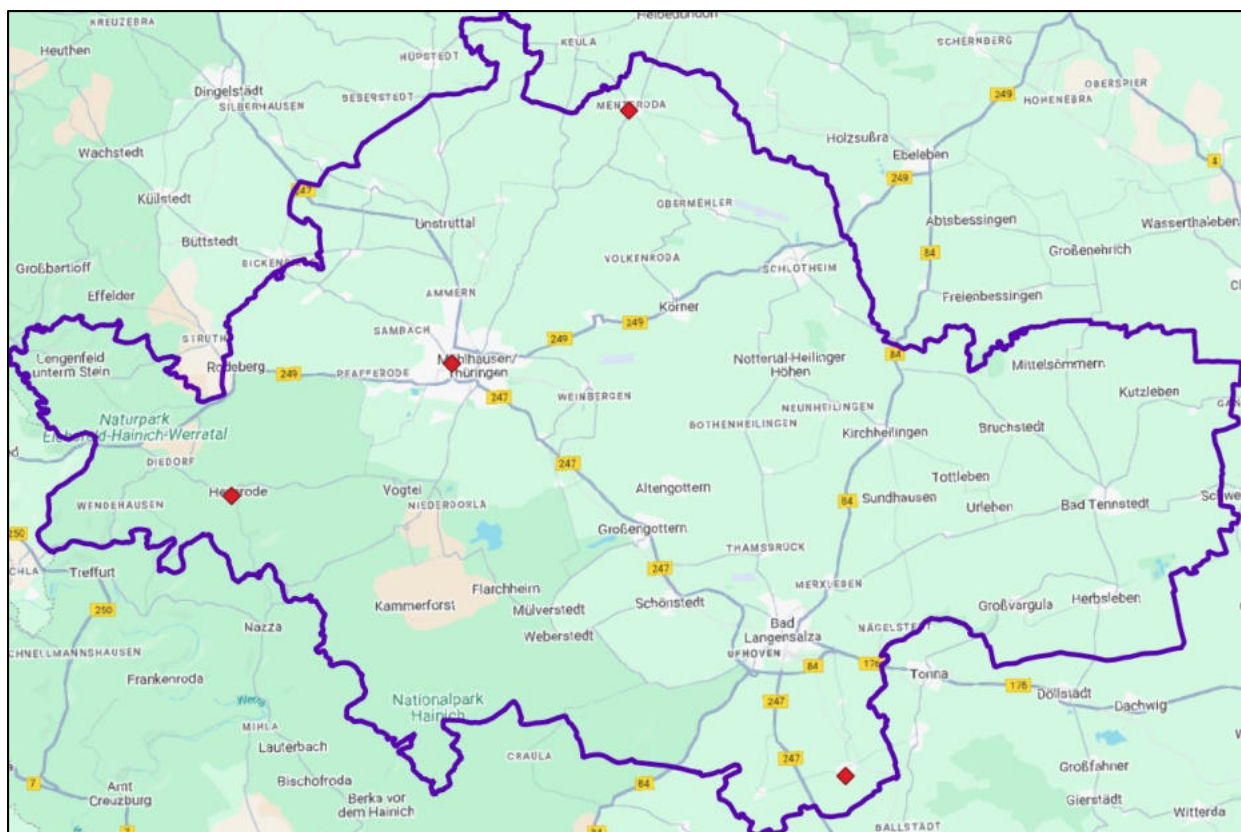 KREUZEBRA
Heuthen
HÜPSTEDT
KEULA
SCHERNBERG
Dingelstädt
SILBERHAUSEN
BEBERSTEDT
OBERSPIER
249
HOHENEBRA
Wachstedt
Holzsußra
Ebeleben
4
247
Küllstedt
249
OBERMEHLER
Abtsbessingen
Wasserthaleben
Unstruttal
Büttstedt
84
Großenehrich
VOLKENRODA
SCHLOTHEIM
Großbartloff
Effelder
AMMERN
Körner
Freienbessingen
STRUTH
SAMBACH
249
249
Lengenfeld
unterm Stein
Rodeberg
249
PFAFFERODE
Mühlhausen/
Thüringen
84
Nottertal-Heilinger
Höhen
Mittelsömmern
247
WEINBERGEN
Kutzleben
NEUNHEILINGEN
Naturpark
Eichsfeld-Hainich-Werratal
BOTHENHEILINGEN
Kirchheilingen
Bruchstedt
DIEDORF
247
Tottleben
WENDEHAUSEN
Vogtei
Altengottern
84
Sundhausen
Urleben
Bad Tennstedt
NIEDERDORLA
250
Großengottern
THAMSBRÜCK
Treffurt
247
MERXLEBEN
Flarchheim
250
Kammerforst
Mülverstedt
Schönstedt
Großvargula
Herbsleben
Nazza
Weberstedt
Bad
Langensalza
NÄGELSTEDT
UFHOVEN
84
176
Frankenroda
Tonna
176
Döllstädt
Nationalpark
Hainich
247
Dachwig
MIHLA
Lauterbach
CRAULA
247
Bischofroda
84
Großfahner
7
Amt
Creuzburg
Berka vor
dem Hainich
Gierstädt
Witterda
BALLSTÄDT